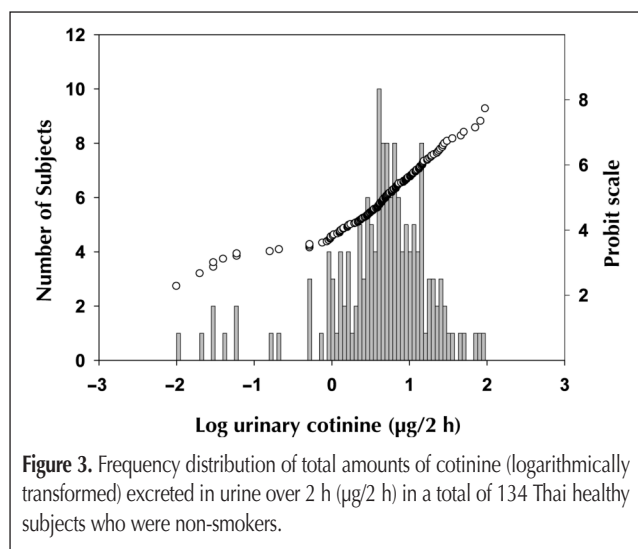 12
10
8
6
4
2
0
Number of Subjects
8
6
4
2
Probit scale
−3 −2 −1 0 1 2 3
Log urinary cotinine (µg/2 h)
Figure 3. Frequency distribution of total amounts of cotinine (logarithmically
transformed) excreted in urine over 2 h (µg/2 h) in a total of 134 Thai healthy
subjects who were non-smokers.